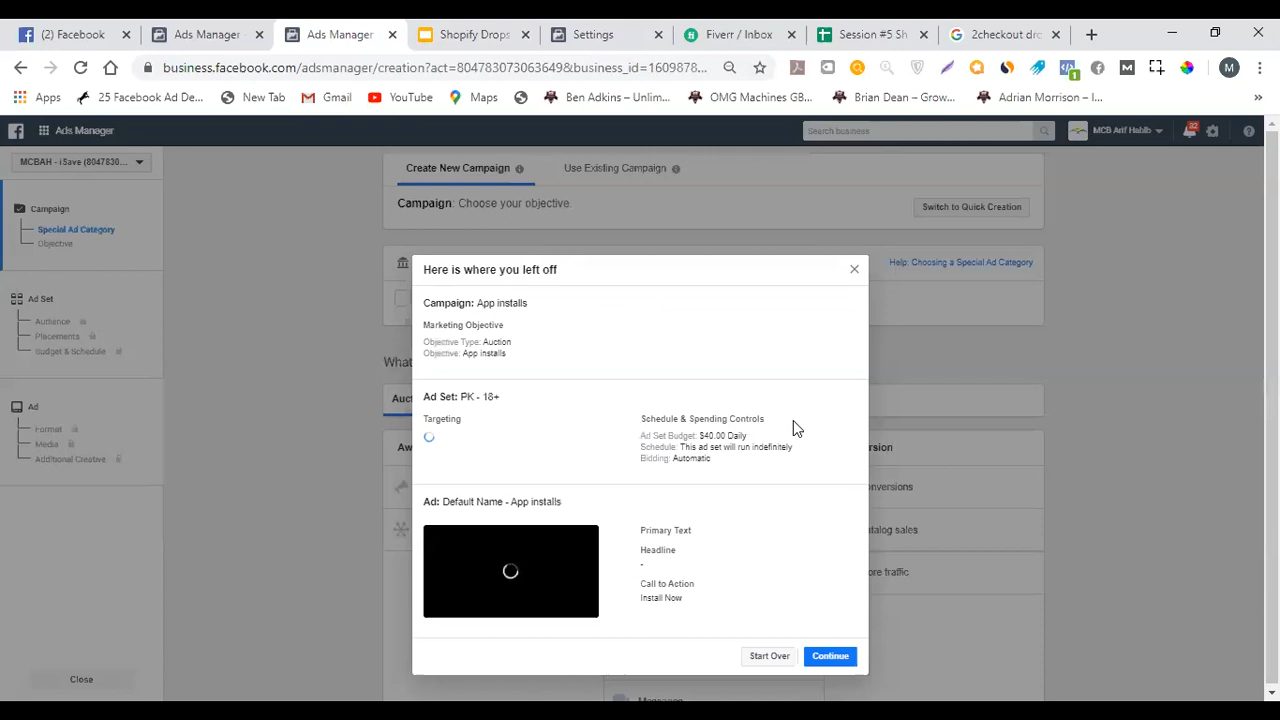 (2) Facebook
Ads Manager
Ads Manager
Shopify Drops
Settings
Fiverr / Inbox
Session #5 Sh
2checkout dro
business.facebook.com/adsmanager/creation?act=804783073063649&business_id=1609878...
M
1
M
Apps
25 Facebook Ad De...
New Tab
Gmail
YouTube
Maps
Ben Adkins – Unlim...
OMG Machines GB...
Brian Dean – Grow...
Adrian Morrison – I...
»
Ads Manager
Search business
MCB Arif Habib
32
MCBAH - iSave (8047830...
Campaign
Special Ad Category
Objective
Ad Set
Audience
Placements
Budget & Schedule
Ad
Format
Media
Additional Creative
Close
Create New Campaign
Use Existing Campaign
Campaign: Choose your objective.
Switch to Quick Creation
Help: Choosing a Special Ad Category
What
Auct
Aw
rsion
onversions
atalog sales
ore traffic
Here is where you left off
Campaign: App installs
Marketing Objective
Objective Type: Auction
Objective: App installs
Ad Set: PK - 18+
Targeting
Schedule & Spending Controls
Ad Set Budget: $40.00 Daily
Schedule: This ad set will run indefinitely
Bidding: Automatic
Ad: Default Name - App installs
Primary Text
Headline
-
Call to Action
Install Now
Start Over
Continue